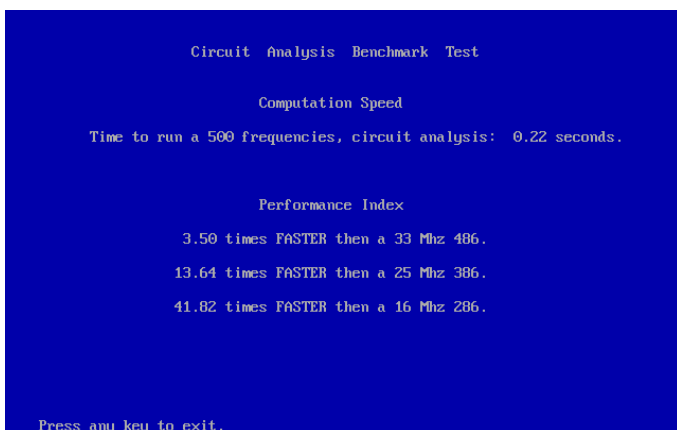 Circuit Analysis Benchmark Test
Computation Speed
Time to run a 500 frequencies, circuit analysis: 0.22 seconds.
Performance Index
3.50 times FASTER then a 33 Mhz 486.
13.64 times FASTER then a 25 Mhz 386.
41.82 times FASTER then a 16 Mhz 286.
Press any key to exit.